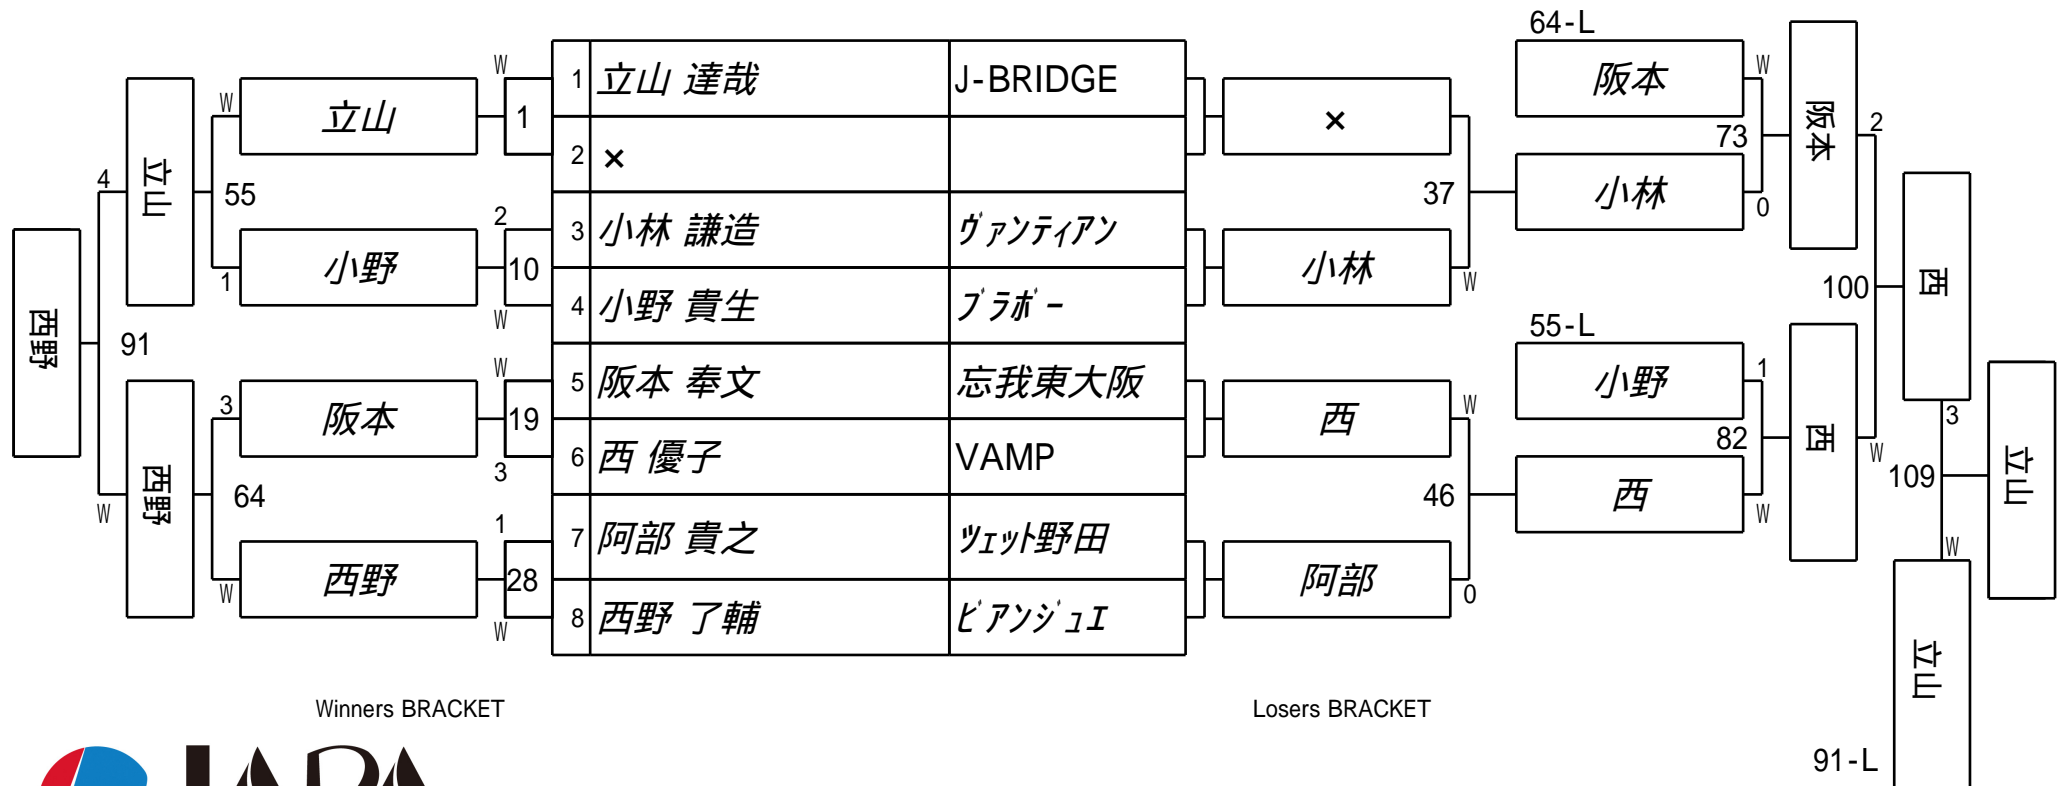 64-L
W 1 立山 達哉 J-BRIDGE 阪本 W
W 立山 1 × 阪本 2
2 × 73
4 立山 55 37 小林 0
2 3 小林 謙造 ヴァンティアン
1 小野 10 小林 W 西
西野 W 4 小野 貴生 ブラボー 100
91 55-L
W 5 阪本 奉文 忘我東大阪 小野 1
3 阪本 19 西 W 西 W 3
3 6 西 優子 VAMP 82
W 西野 64 46 西 W 109 立山
1 7 阿部 貴之 ヅェット野田
W 西野 28 阿部 0 W
W 8 西野 了輔 ビアンジュエ
立山
Winners BRACKET Losers BRACKET
91-L
JAPA